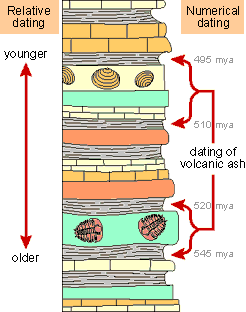 Relative
dating
Numerical
dating
younger
495 mya
510 mya
dating of
volcanic ash
520 mya
545 mya
older